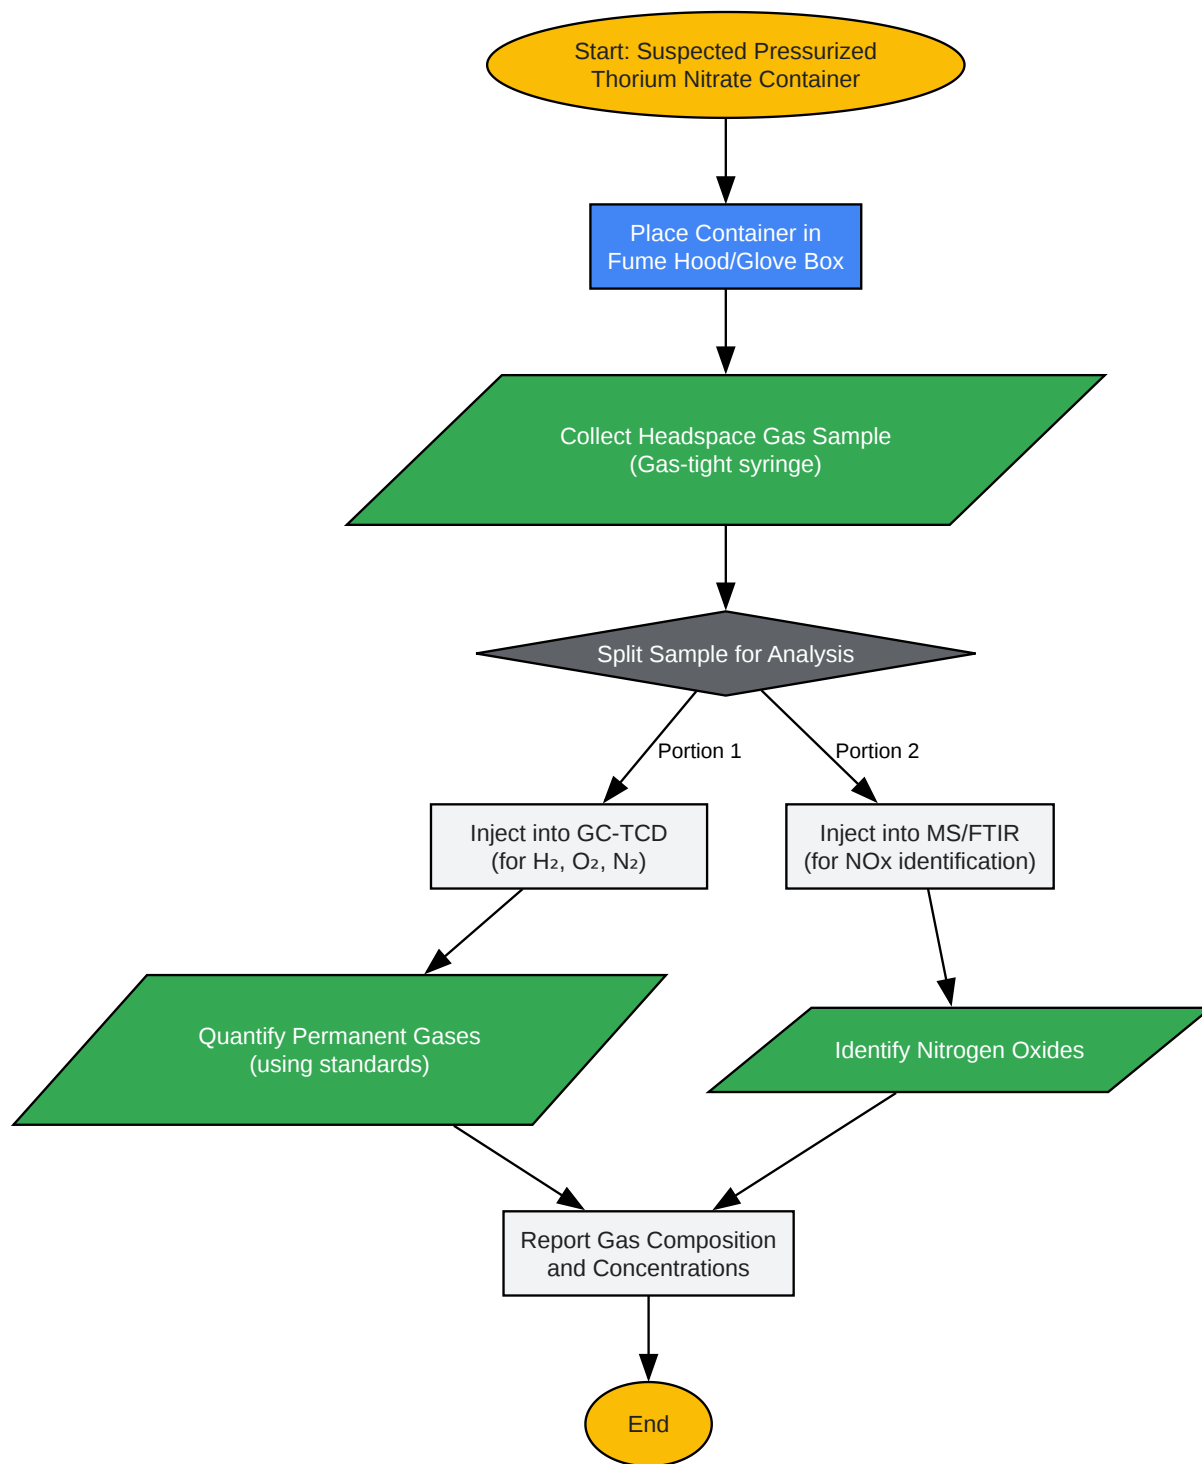 Start: Suspected Pressurized
Thorium Nitrate Container
Place Container in
Fume Hood/Glove Box
Collect Headspace Gas Sample
(Gas-tight syringe)
Split Sample for Analysis
Portion 1
Portion 2
Inject into GC-TCD
(for H₂, O₂, N₂)
Inject into MS/FTIR
(for NOx identification)
Quantify Permanent Gases
(using standards)
Identify Nitrogen Oxides
Report Gas Composition
and Concentrations
End